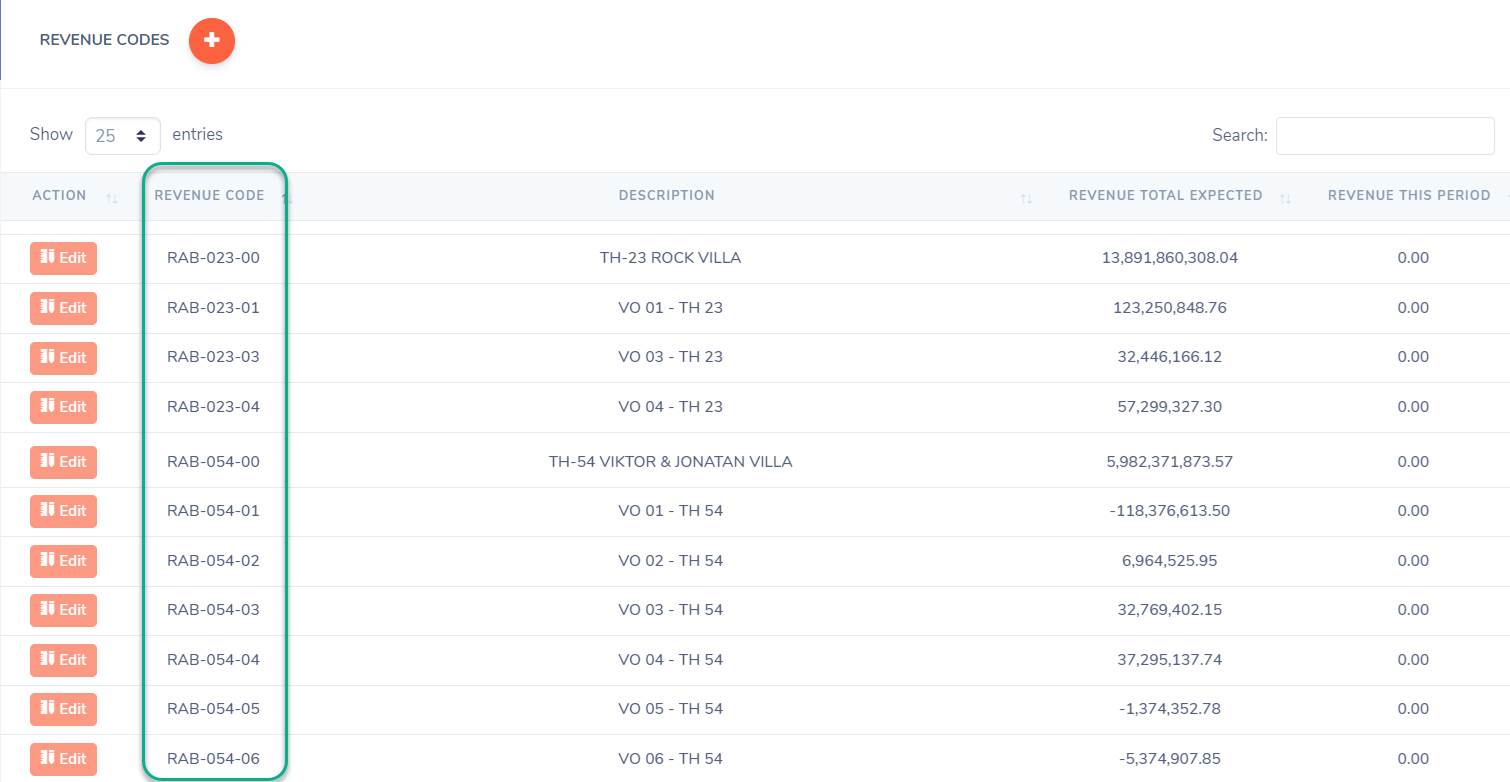 REVENUE CODES
Show 25 entries Search:
ACTION REVENUE CODE DESCRIPTION REVENUE TOTAL EXPECTED REVENUE THIS PERIOD
Edit RAB-023-00 TH-23 ROCK VILLA 13,891,860,308.04 0.00
Edit RAB-023-01 VO 01 - TH 23 123,250,848.76 0.00
Edit RAB-023-03 VO 03 - TH 23 32,446,166.12 0.00
Edit RAB-023-04 VO 04 - TH 23 57,299,327.30 0.00
Edit RAB-054-00 TH-54 VIKTOR & JONATAN VILLA 5,982,371,873.57 0.00
Edit RAB-054-01 VO 01 - TH 54 -118,376,613.50 0.00
Edit RAB-054-02 VO 02 - TH 54 6,964,525.95 0.00
Edit RAB-054-03 VO 03 - TH 54 32,769,402.15 0.00
Edit RAB-054-04 VO 04 - TH 54 37,295,137.74 0.00
Edit RAB-054-05 VO 05 - TH 54 -1,374,352.78 0.00
Edit RAB-054-06 VO 06 - TH 54 -5,374,907.85 0.00